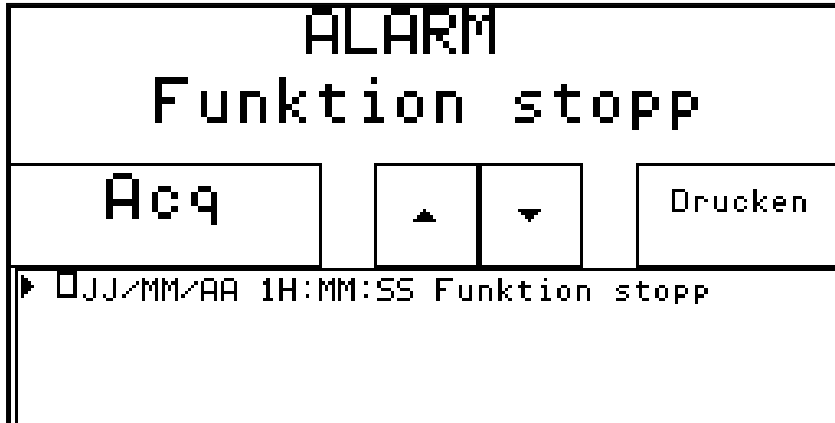 ALARM
Funktion stopp
Acq
Drucken
JJ/MM/AA 1H:MM:SS Funktion stopp